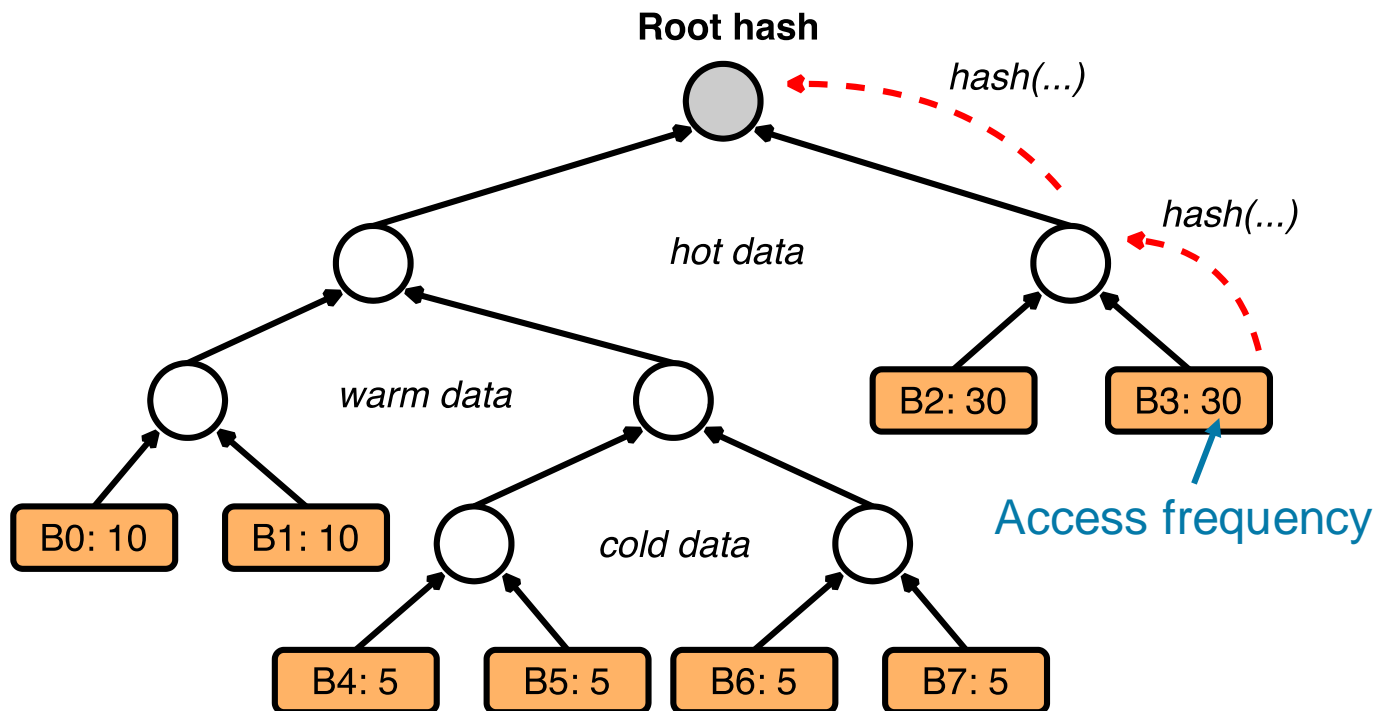 Root hash
hash(...)
hash(...)
hot data
warm data
B2: 30
B3: 30
Access frequency
B0: 10
B1: 10
cold data
B4: 5
B5: 5
B6: 5
B7: 5